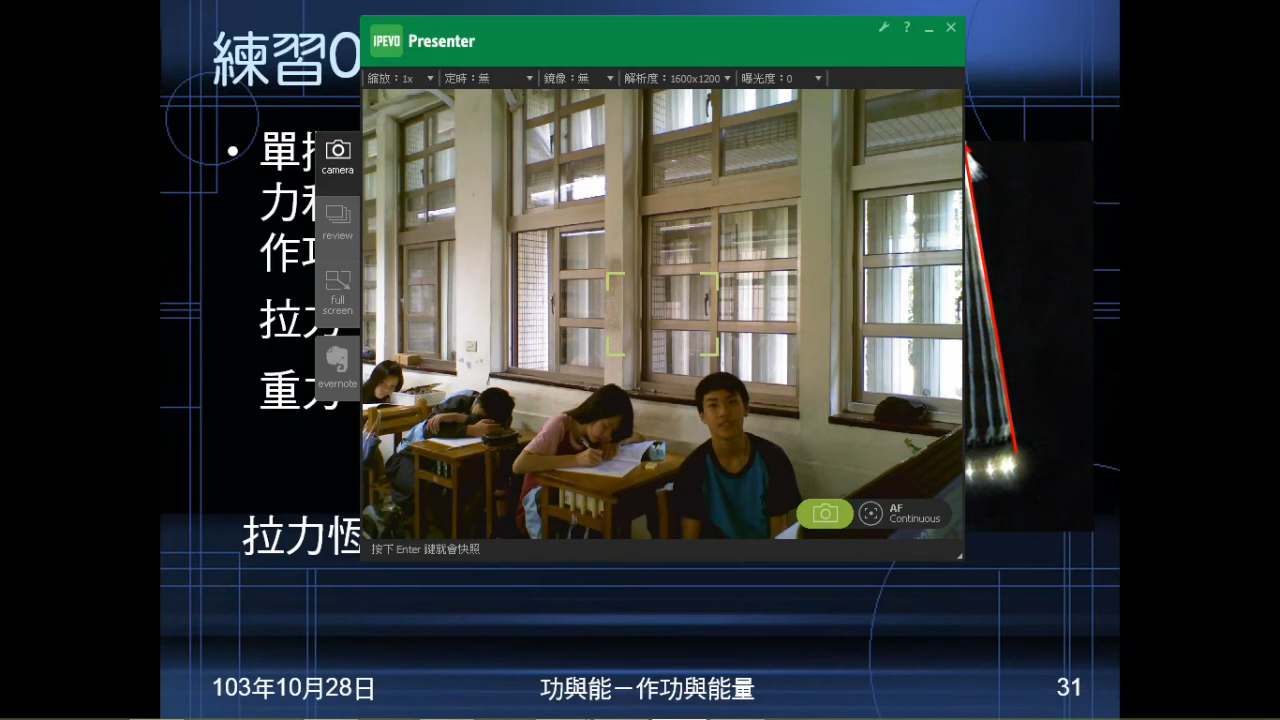 練習0
單
力
作
拉力
重力
拉力恆
IPEVO Presenter
縮放：1x 定時：無 鏡像：無 解析度：1600x1200 曝光度：0
camera
review
full
screen
evernote
AF
Continuous
按下 Enter 鍵就會快照
103年10月28日 功與能－作功與能量 31